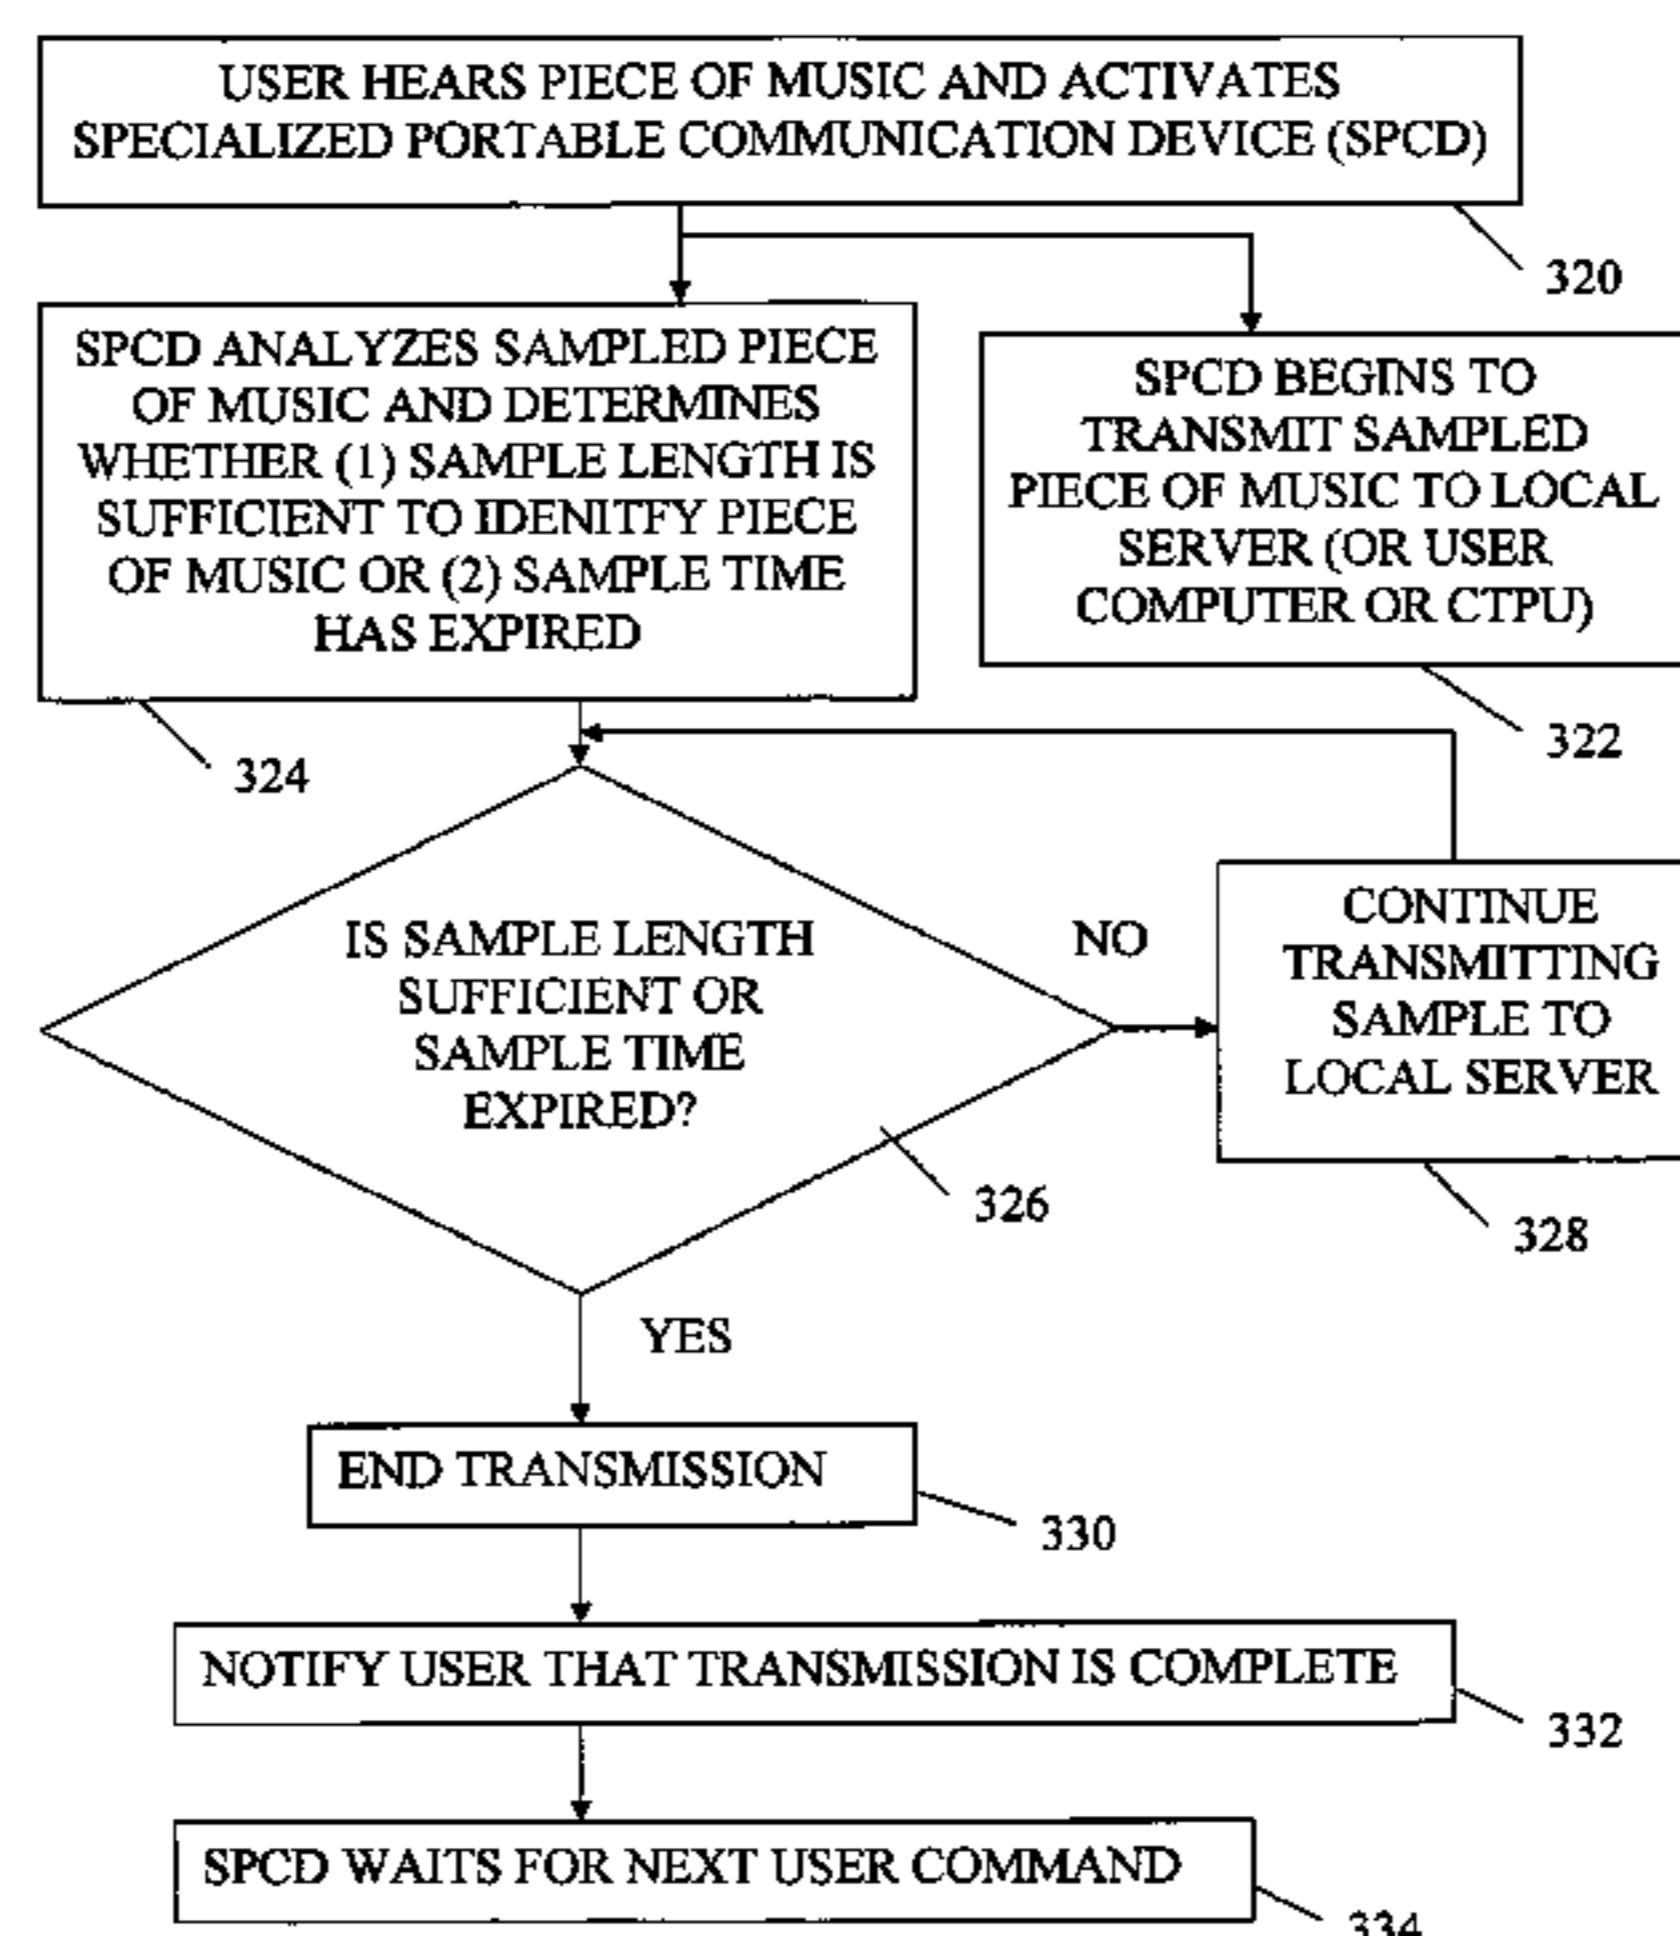 USER HEARS PIECE OF MUSIC AND ACTIVATES
SPECIALIZED PORTABLE COMMUNICATION DEVICE (SPCD)
320
SPCD ANALYZES SAMPLED PIECE
OF MUSIC AND DETERMINES
WHETHER (1) SAMPLE LENGTH IS
SUFFICIENT TO IDENITFY PIECE
OF MUSIC OR (2) SAMPLE TIME
HAS EXPIRED
324
SPCD BEGINS TO
TRANSMIT SAMPLED
PIECE OF MUSIC TO LOCAL
SERVER (OR USER
COMPUTER OR CTPU)
322
IS SAMPLE LENGTH
SUFFICIENT OR
SAMPLE TIME
EXPIRED?
326
NO
CONTINUE
TRANSMITTING
SAMPLE TO
LOCAL SERVER
328
YES
END TRANSMISSION
330
NOTIFY USER THAT TRANSMISSION IS COMPLETE
332
SPCD WAITS FOR NEXT USER COMMAND
334